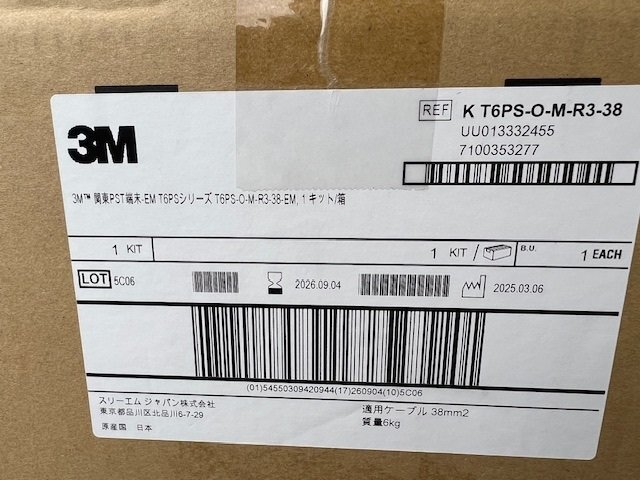 3M
REF K T6PS-O-M-R3-38
UU013332455
7100353277
3M™ 関東PST端末-EM T6PSシリーズ T6PS-O-M-R3-38-EM, 1 キット/箱
1 KIT
1 KIT /
B.U. 1 EACH
LOT 5C06
2026.09.04
2025.03.06
(01)54550309420944(17)260904(10)5C06
スリーエム ジャパン株式会社
東京都品川区北品川6-7-29
原産国 日本
適用ケーブル 38mm2
質量6kg